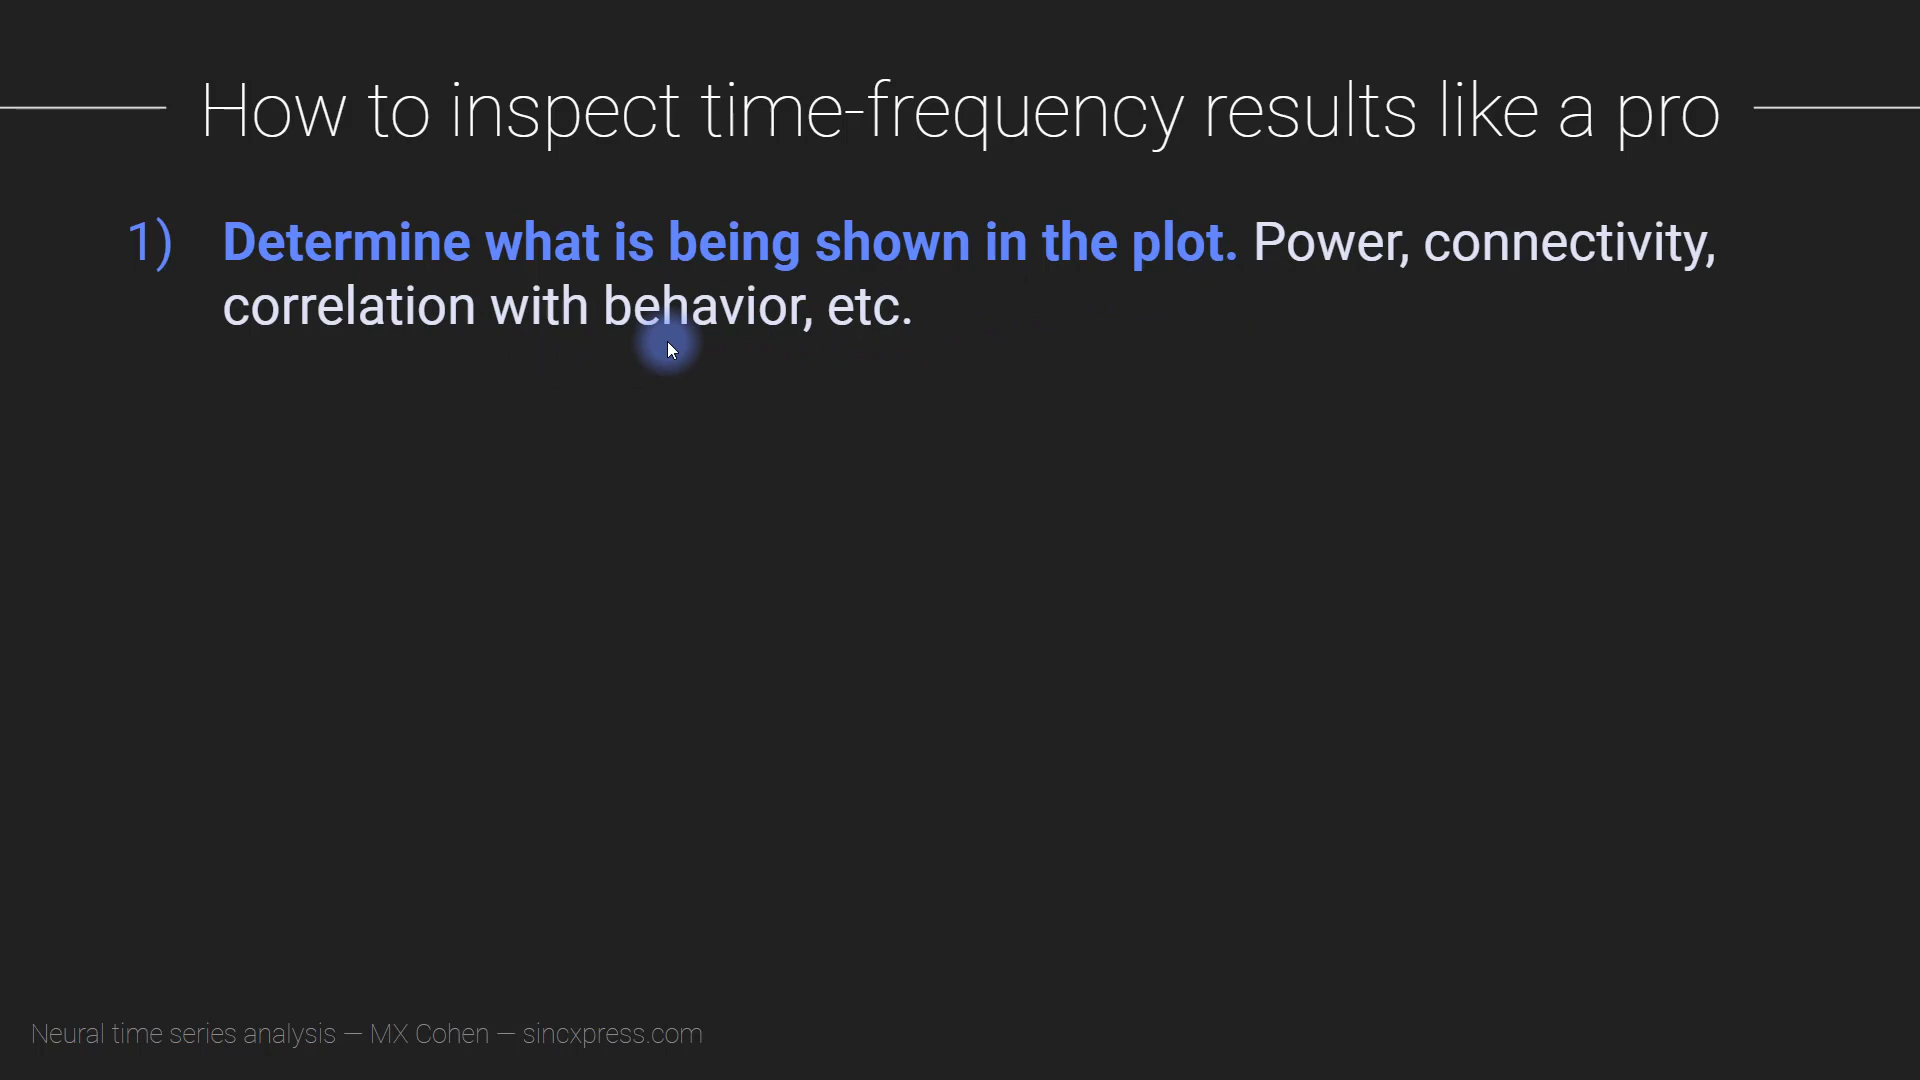 How to inspect time-frequency results like a pro
1) Determine what is being shown in the plot. Power, connectivity,
correlation with behavior, etc.
Neural time series analysis — MX Cohen — sincxpress.com